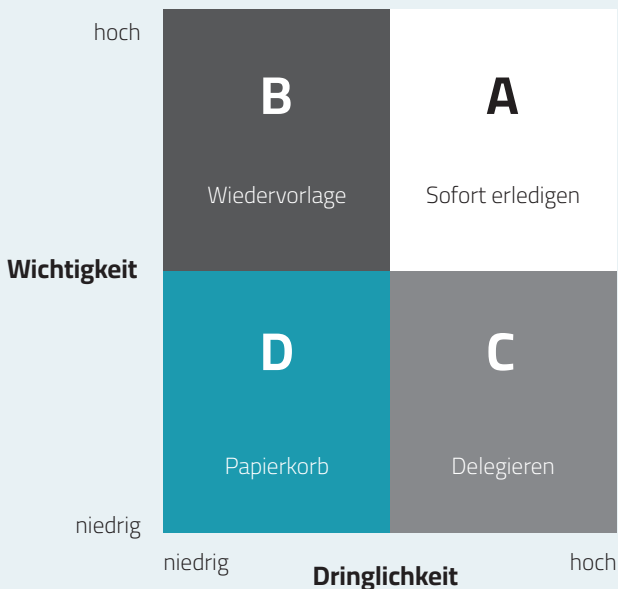 hoch
B
A
Wiedervorlage
Sofort erledigen
Wichtigkeit
D
C
Papierkorb
Delegieren
niedrig
niedrig
Dringlichkeit
hoch